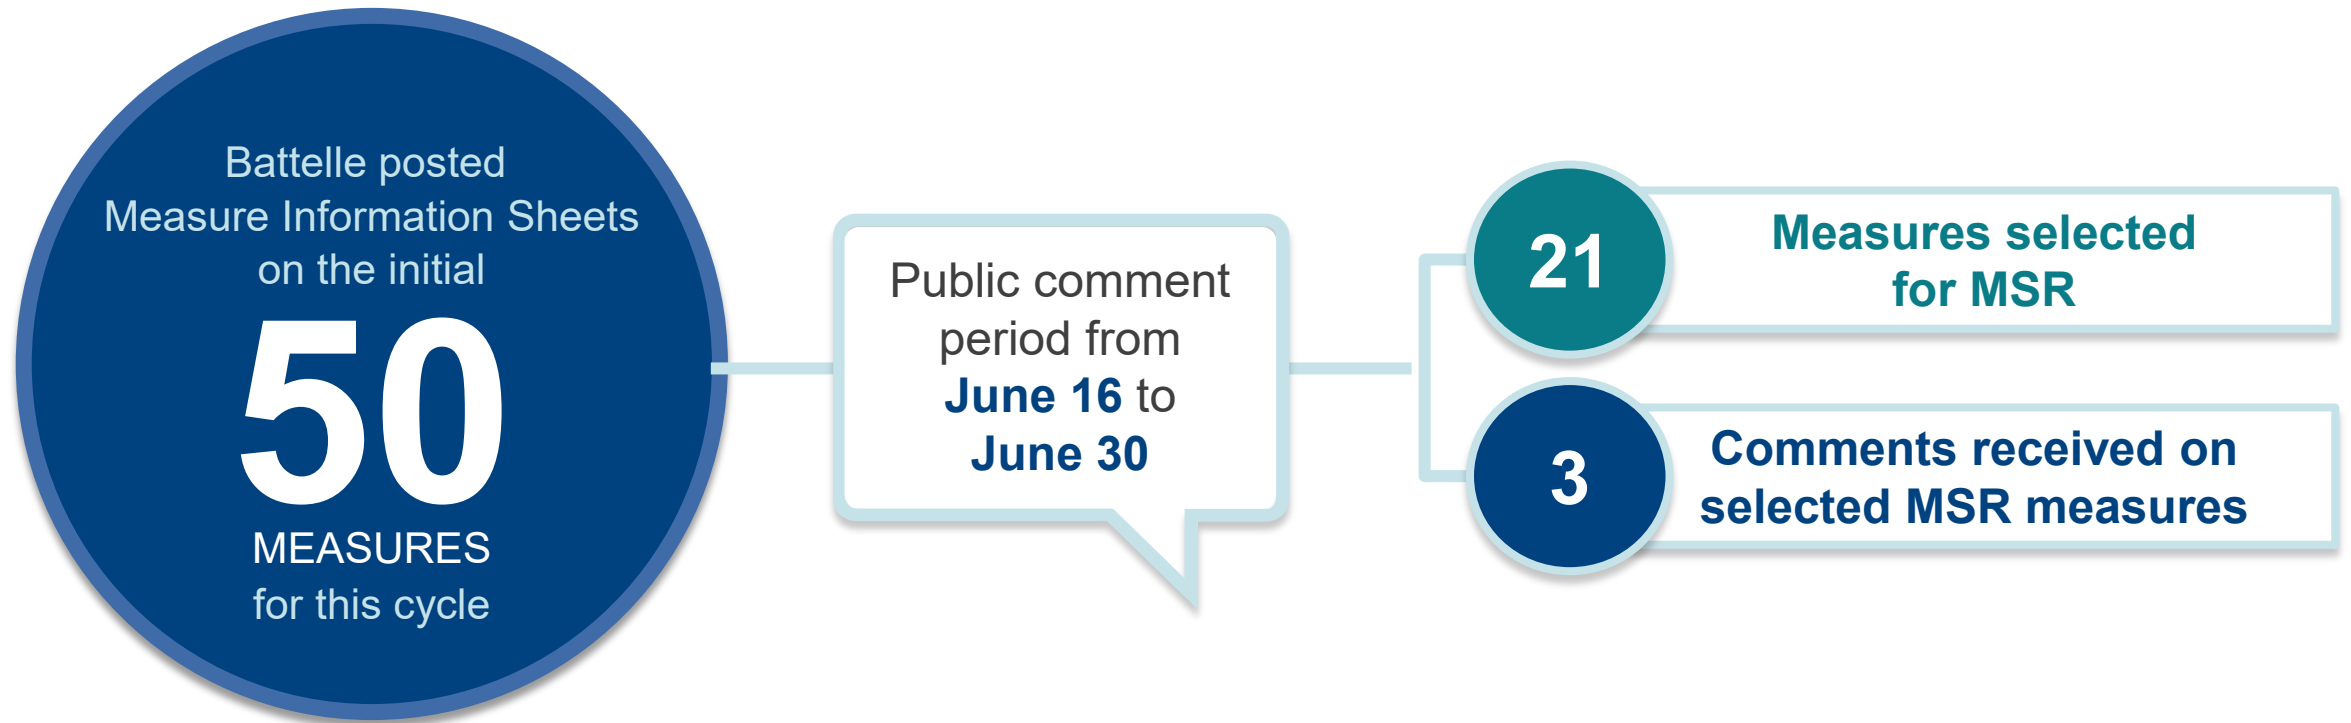 Battelle posted
Measure Information Sheets
on the initial
50
MEASURES
for this cycle
Public comment
period from
June 16 to
June 30
21
Measures selected
for MSR
3
Comments received on
selected MSR measures